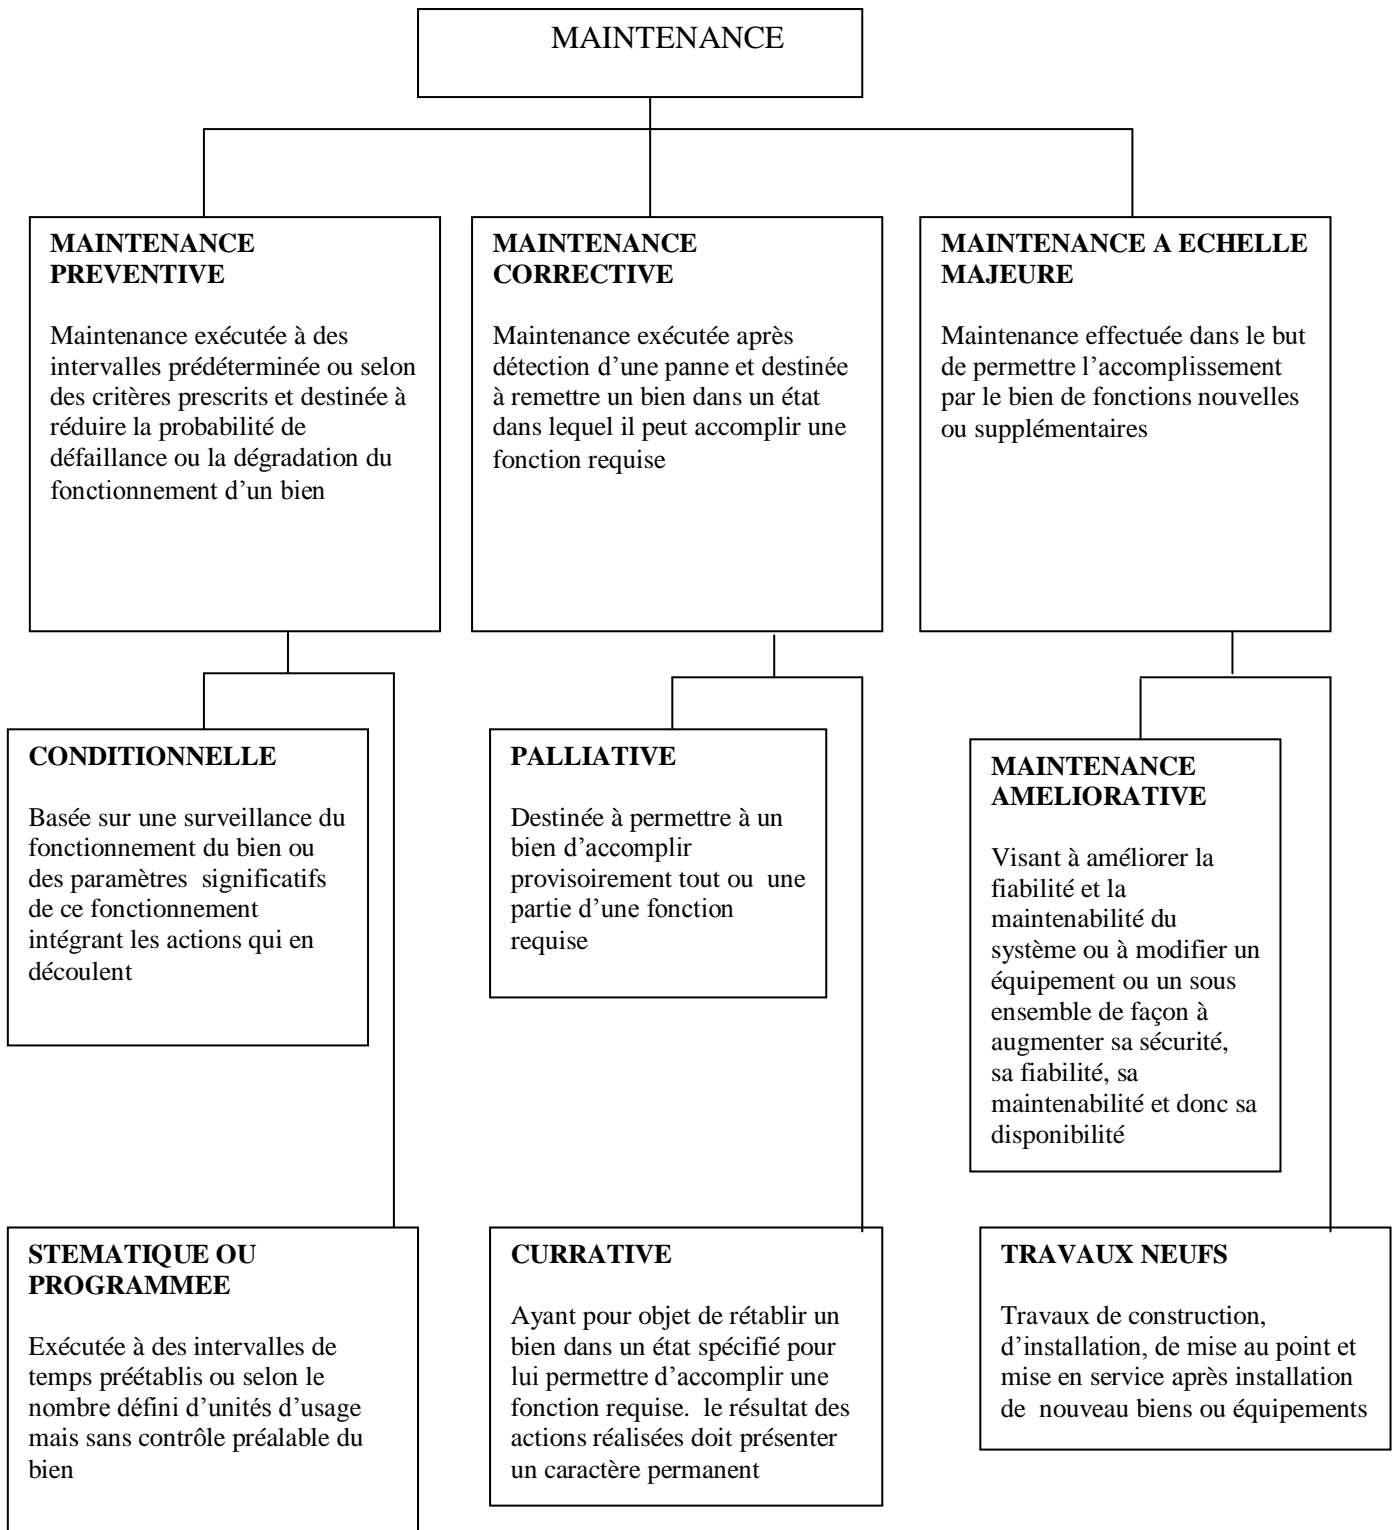 MAINTENANCE
MAINTENANCE
PREVENTIVE
Maintenance exécutée à des
intervalles prédéterminée ou selon
des critères prescrits et destinée à
réduire la probabilité de
défaillance ou la dégradation du
fonctionnement d’un bien
MAINTENANCE
CORRECTIVE
Maintenance exécutée après
détection d’une panne et destinée
à remettre un bien dans un état
dans lequel il peut accomplir une
fonction requise
MAINTENANCE A ECHELLE
MAJEURE
Maintenance effectuée dans le but
de permettre l’accomplissement
par le bien de fonctions nouvelles
ou supplémentaires
CONDITIONNELLE
Basée sur une surveillance du
fonctionnement du bien ou
des paramètres significatifs
de ce fonctionnement
intégrant les actions qui en
découlent
PALLIATIVE
Destinée à permettre à un
bien d’accomplir
provisoirement tout ou une
partie d’une fonction
requise
MAINTENANCE
AMELIORATIVE
Visant à améliorer la
fiabilité et la
maintenabilité du
système ou à modifier un
équipement ou un sous
ensemble de façon à
augmenter sa sécurité,
sa fiabilité, sa
maintenabilité et donc sa
disponibilité
STEMATIQUE OU
PROGRAMMEE
Exécutée à des intervalles de
temps préétablis ou selon le
nombre défini d’unités d’usage
mais sans contrôle préalable du
bien
CURRATIVE
Ayant pour objet de rétablir un
bien dans un état spécifié pour
lui permettre d’accomplir une
fonction requise. le résultat des
actions réalisées doit présenter
un caractère permanent
TRAVAUX NEUFS
Travaux de construction,
d’installation, de mise au point et
mise en service après installation
de nouveau biens ou équipements